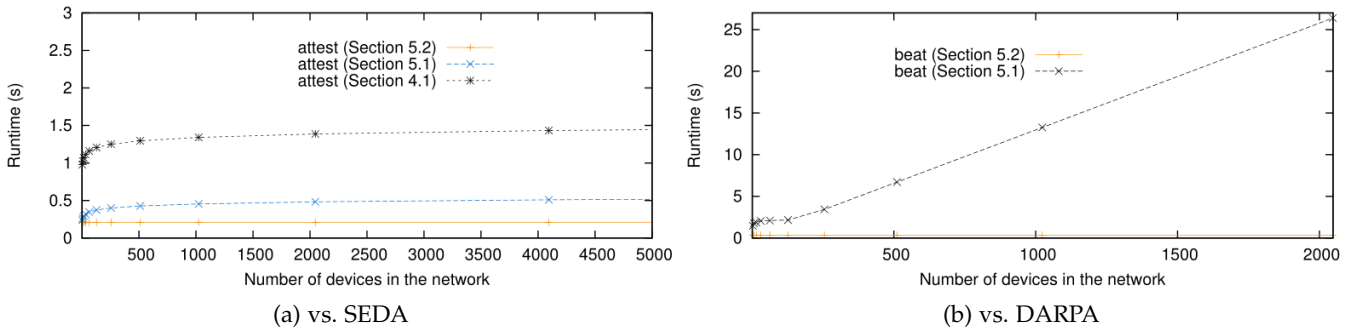 3
2.5
2
1.5
1
0.5
0
Runtime (s)
attest (Section 5.2)
attest (Section 5.1)
attest (Section 4.1)
500 1000 1500 2000 2500 3000 3500 4000 4500 5000
Number of devices in the network
(a) vs. SEDA
25
20
15
10
5
0
Runtime (s)
beat (Section 5.2)
beat (Section 5.1)
500 1000 1500 2000
Number of devices in the network
(b) vs. DARPA